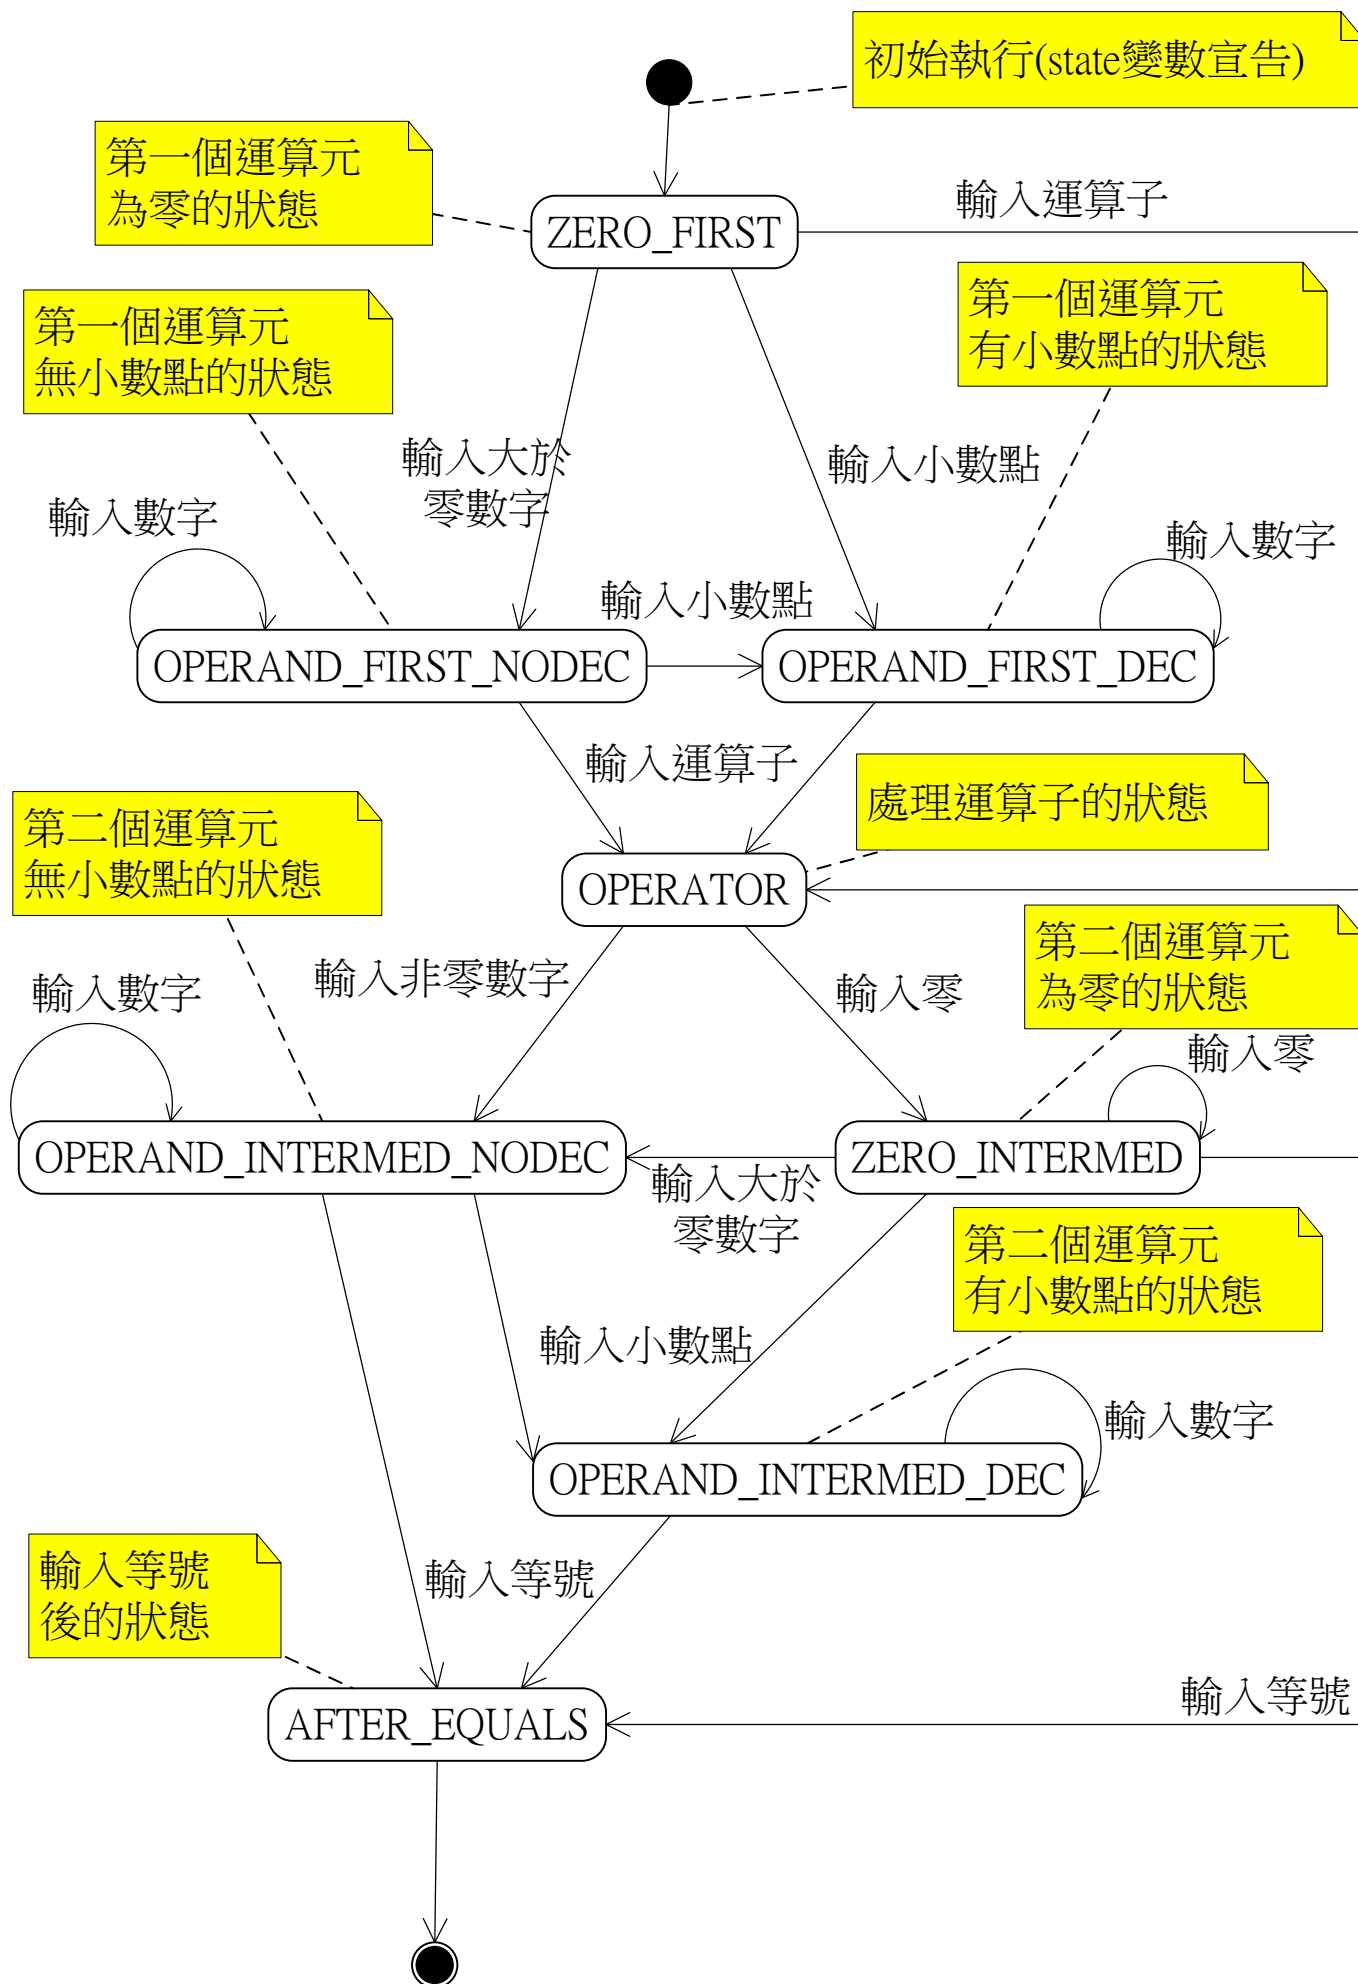 初始執行(state變數宣告)
第一個運算元
為零的狀態
輸入運算子
ZERO_FIRST
第一個運算元
無小數點的狀態
第一個運算元
有小數點的狀態
輸入大於
零數字
輸入小數點
輸入數字
輸入數字
輸入小數點
OPERAND_FIRST_NODEC
OPERAND_FIRST_DEC
輸入運算子
處理運算子的狀態
第二個運算元
無小數點的狀態
OPERATOR
第二個運算元
為零的狀態
輸入數字
輸入非零數字
輸入零
輸入零
OPERAND_INTERMED_NODEC
ZERO_INTERMED
輸入大於
零數字
第二個運算元
有小數點的狀態
輸入小數點
輸入數字
OPERAND_INTERMED_DEC
輸入等號
後的狀態
輸入等號
輸入等號
AFTER_EQUALS